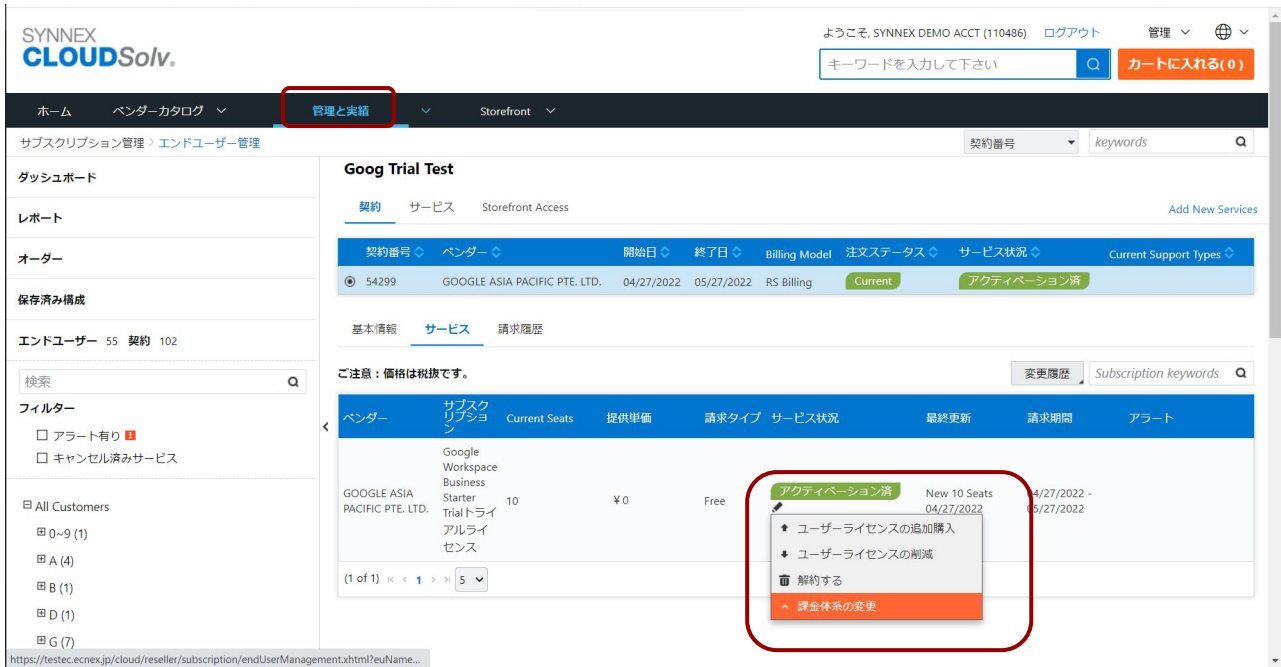 SYNNEX
CLOUDSolv.
ようこそ, SYNNEX DEMO ACCT (110486) ログアウト 管理
キーワードを入力して下さい
カートに入れる( 0 )
ホーム ベンダーカタログ 管理と実績 Storefront
サブスクリプション管理 > エンドユーザー管理
契約番号 keywords
ダッシュボード
レポート
オーダー
保存済み構成
エンドユーザー 55 契約 102
検索
フィルター
アラート有り !
キャンセル済みサービス
All Customers
0~9 (1)
A (4)
B (1)
D (1)
G (7)
Goog Trial Test
契約 サービス Storefront Access
Add New Services
契約番号 ベンダー 開始日 終了日 Billing Model 注文ステータス サービス状況 Current Support Types
54299 GOOGLE ASIA PACIFIC PTE. LTD. 04/27/2022 05/27/2022 RS Billing Current アクティベーション済
基本情報 サービス 請求履歴
ご注意：価格は税抜です。
変更履歴 Subscription keywords
ベンダー サブスクリプション Current Seats 提供単価 請求タイプ サービス状況 最終更新 請求期間 アラート
GOOGLE ASIA
PACIFIC PTE. LTD.
Google
Workspace
Business
Starter
Trialトライ
アルライ
センス
10
¥ 0
Free
アクティベーション済
New 10 Seats
04/27/2022
04/27/2022 -
05/27/2022
ユーザーライセンスの追加購入
ユーザーライセンスの削減
解約する
課金体系の変更
(1 of 1) 1 5
https://testec.ecnex.jp/cloud/reseller/subscription/endUserManagement.xhtml?euName...